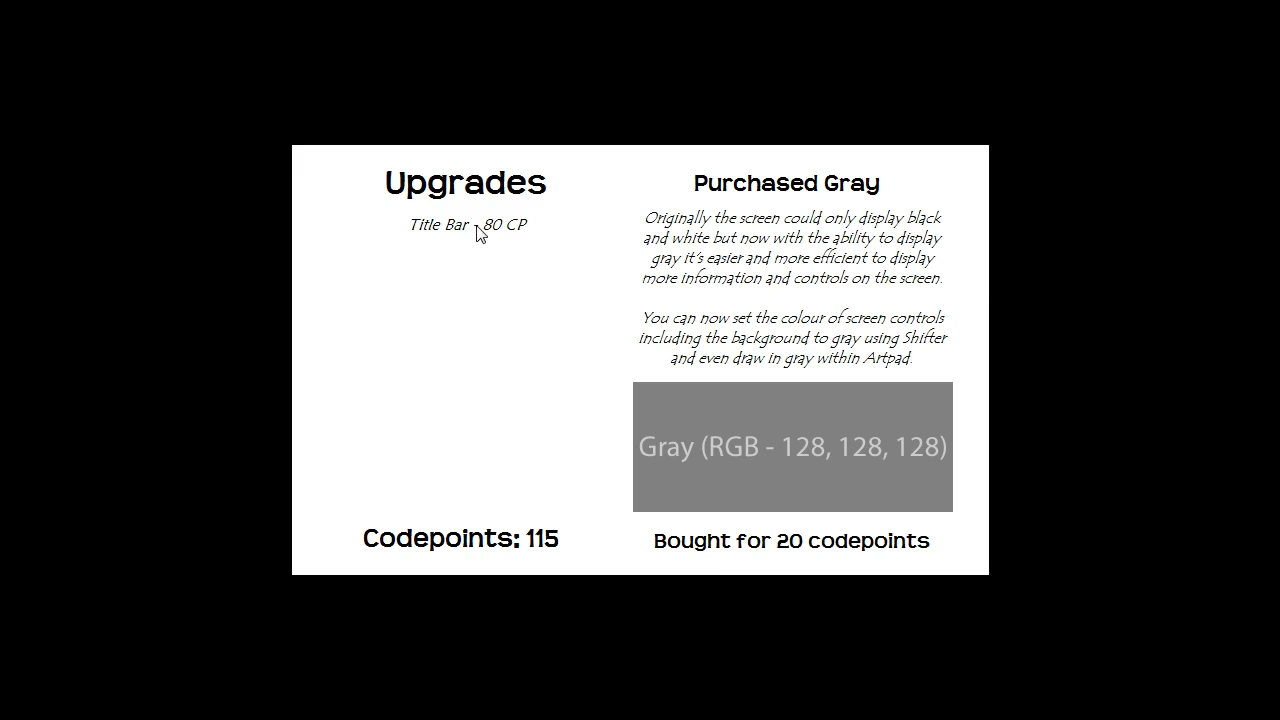 Upgrades
Title Bar - 80 CP
Codepoints: 115
Purchased Gray
Originally the screen could only display black
and white but now with the ability to display
gray it's easier and more efficient to display
more information and controls on the screen.
You can now set the colour of screen controls
including the background to gray using Shifter
and even draw in gray within Artpad.
Gray (RGB - 128, 128, 128)
Bought for 20 codepoints